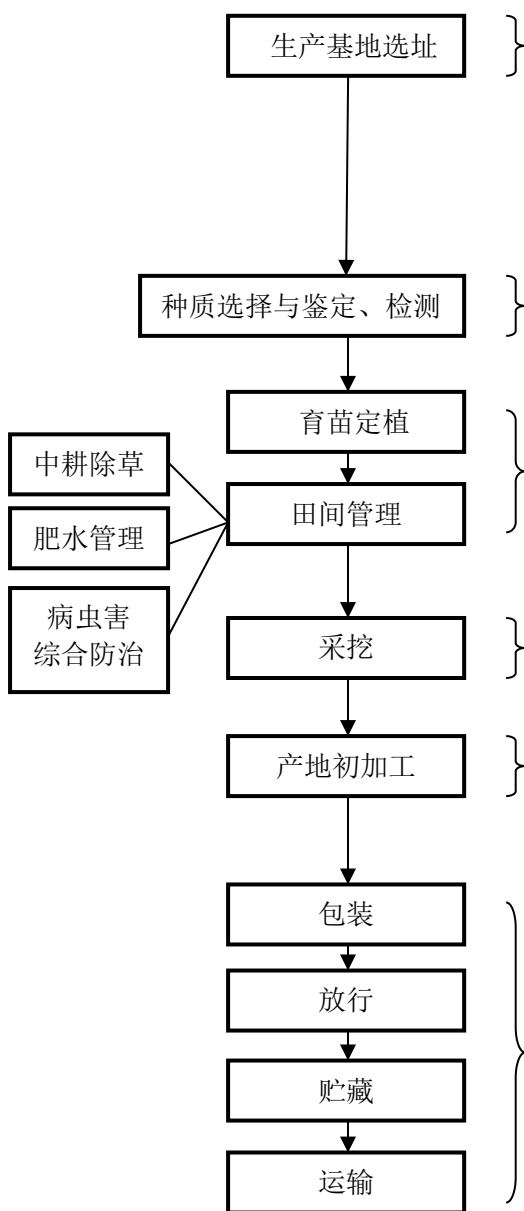 生产基地选址
种质选择与鉴定、检测
育苗定植
中耕除草
田间管理
肥水管理
病虫害
综合防治
采挖
产地初加工
包装
放行
贮藏
运输